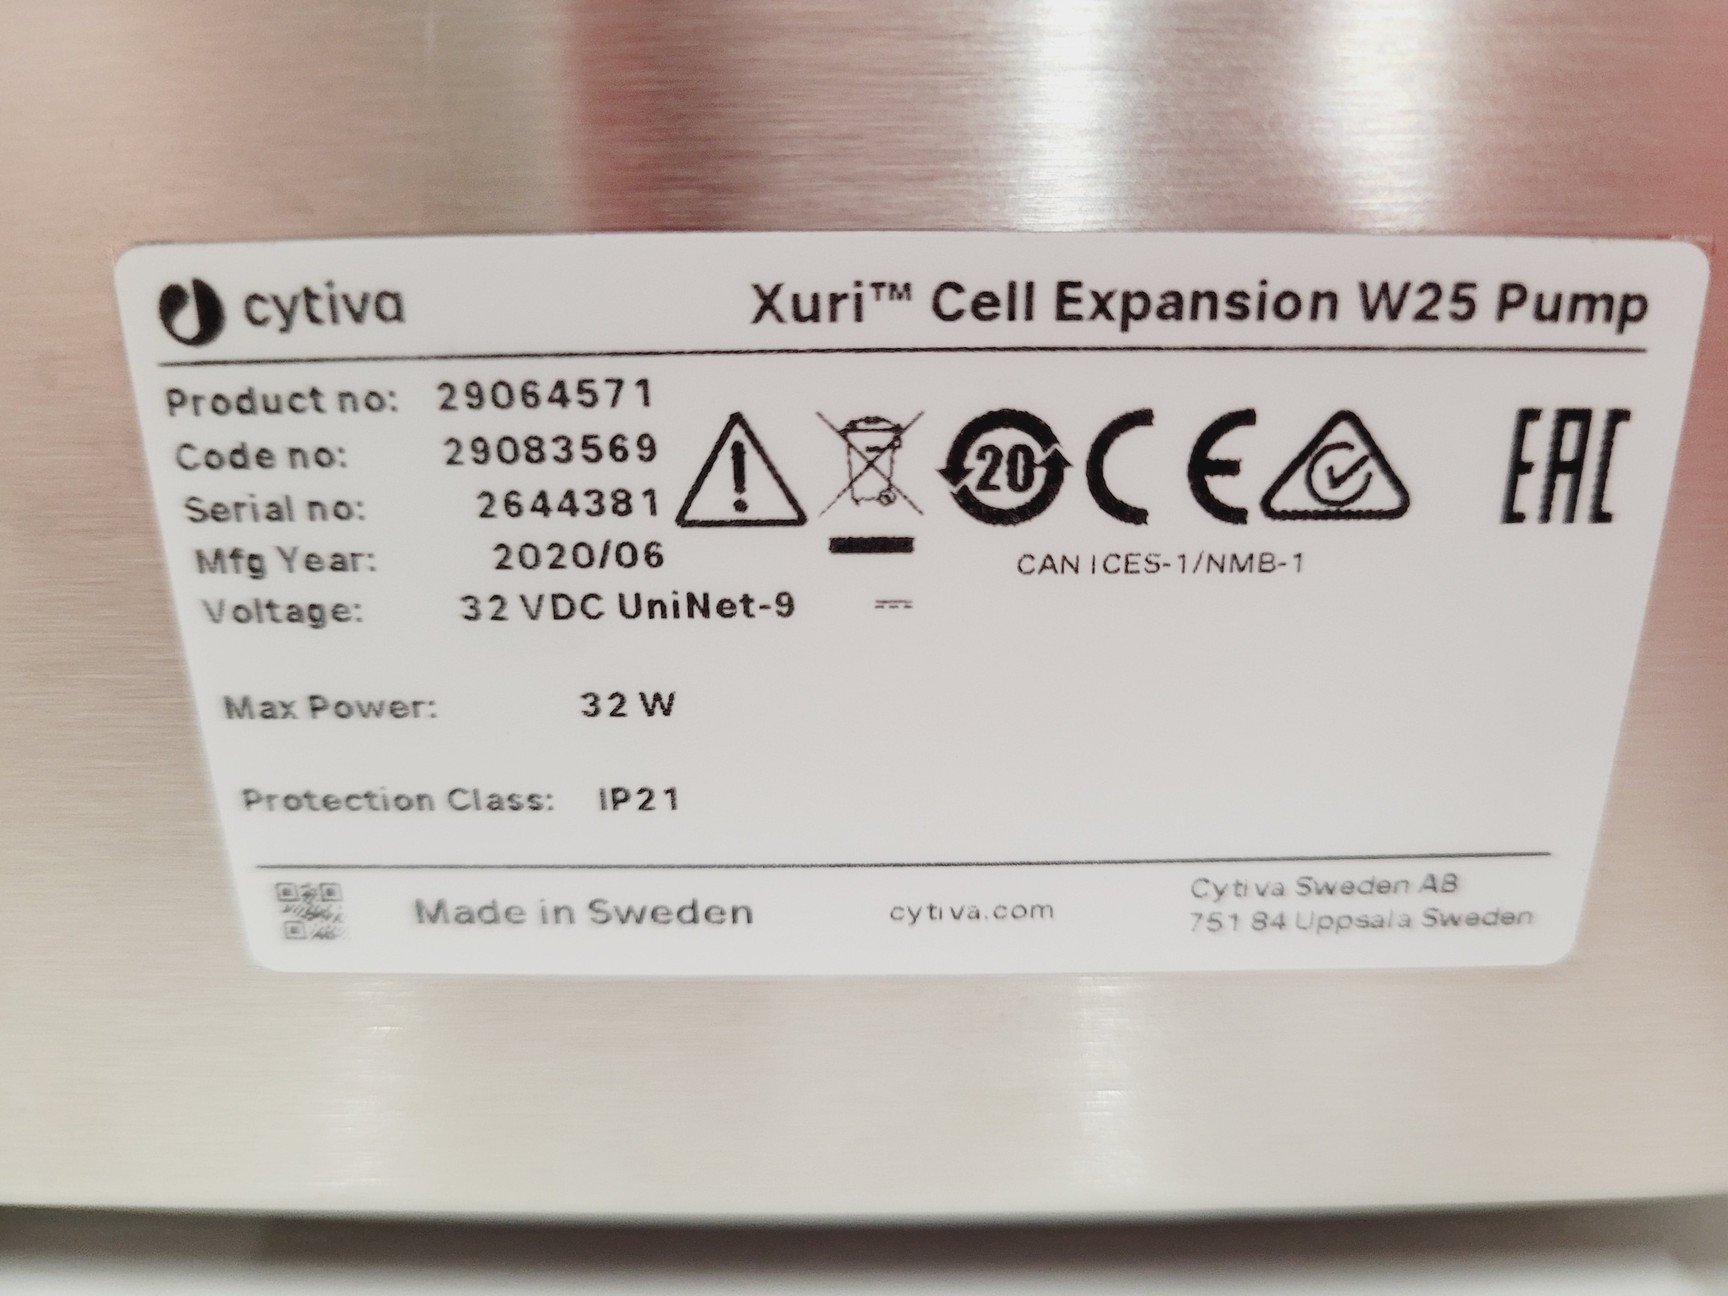 cytiva Xuri™ Cell Expansion W25 Pump
Product no: 29064571
Code no: 29083569
Serial no: 2644381
Mfg Year: 2020/06
Voltage: 32 VDC UniNet-9
Max Power: 32 W
Protection Class: IP21
20 CE EAC
CAN ICES-1/NMB-1
Made in Sweden
cytiva.com
Cytiva Sweden AB
751 84 Uppsala Sweden